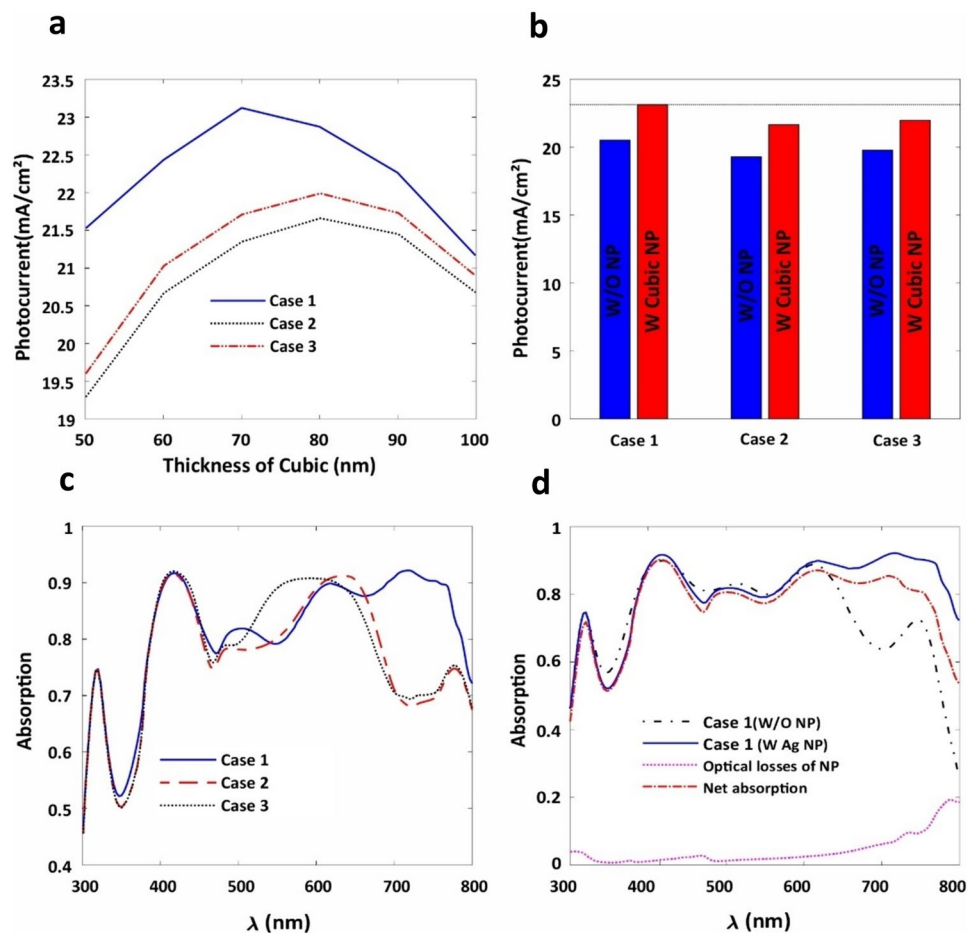 a
Photocurrent(mA/cm²)
23.5
23
22.5
22
21.5
21
20.5
20
19.5
19
Case 1
Case 2
Case 3
50 60 70 80 90 100
Thickness of Cubic (nm)
b
Photocurrent(mA/cm²)
25
20
15
10
5
0
W/O NP
W Cubic NP
W/O NP
W Cubic NP
W/O NP
W Cubic NP
Case 1 Case 2 Case 3
c
Absorption
1
0.9
0.8
0.7
0.6
0.5
0.4
Case 1
Case 2
Case 3
300 400 500 600 700 800
λ (nm)
d
Absorption
1
0.8
0.6
0.4
0.2
0
Case 1(W/O NP)
Case 1 (W Ag NP)
Optical losses of NP
Net absorption
300 400 500 600 700 800
λ (nm)